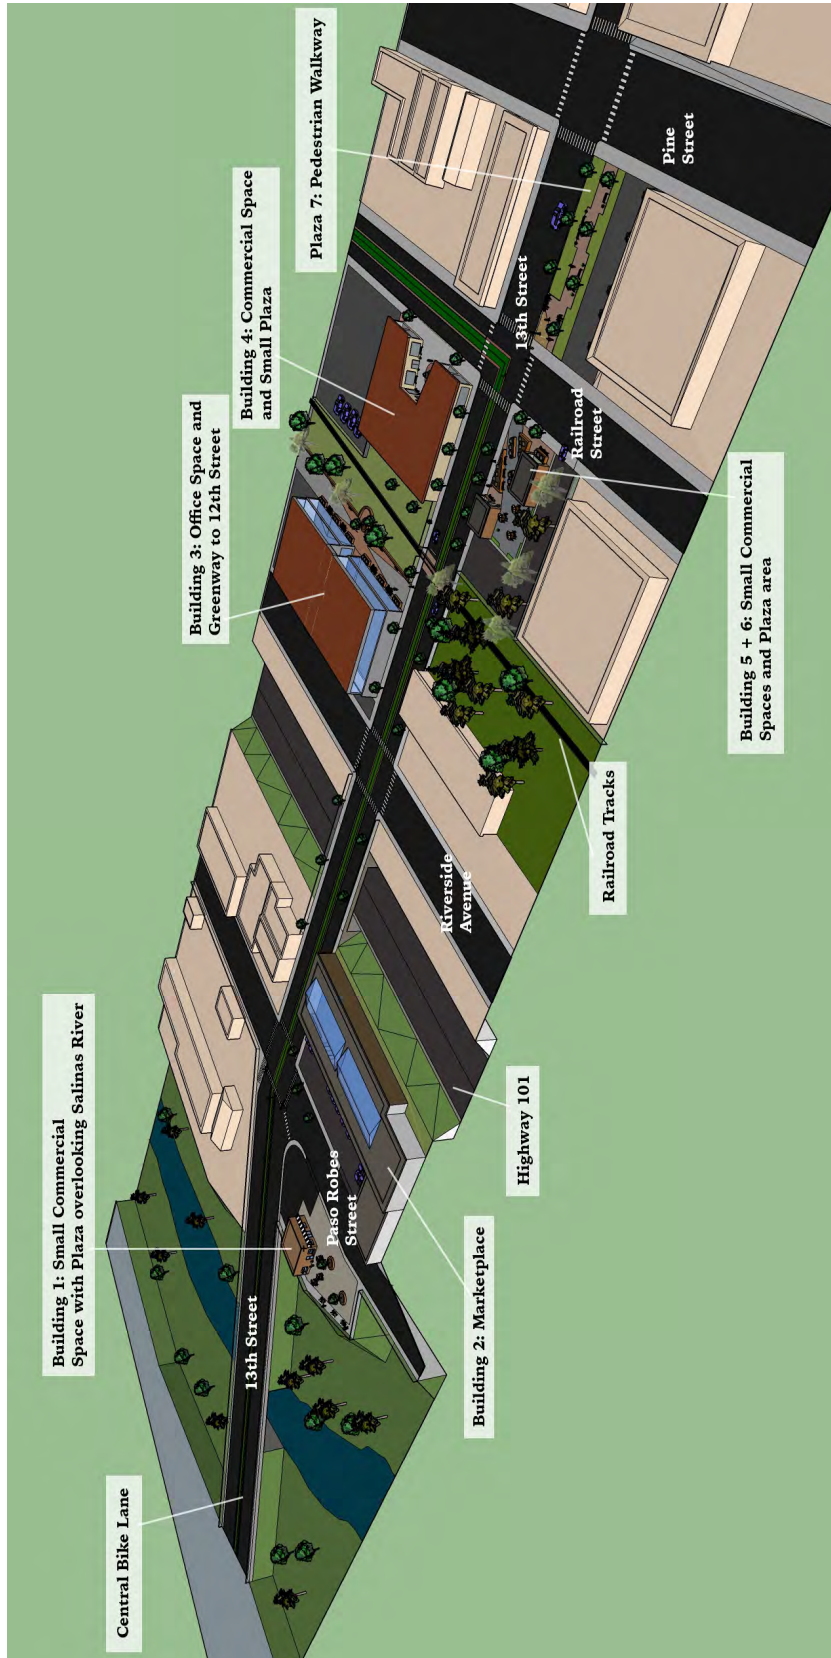 Central Bike Lane
Building 1: Small Commercial
Space with Plaza overlooking Salinas River
Building 3: Office Space and
Greenway to 12th Street
Building 4: Commercial Space
and Small Plaza
Plaza 7: Pedestrian Walkway
13th Street
Paso Robes
Street
Riverside
Avenue
13th Street
Railroad
Street
Pine
Street
Building 2: Marketplace
Highway 101
Railroad Tracks
Building 5 + 6: Small Commercial
Spaces and Plaza area